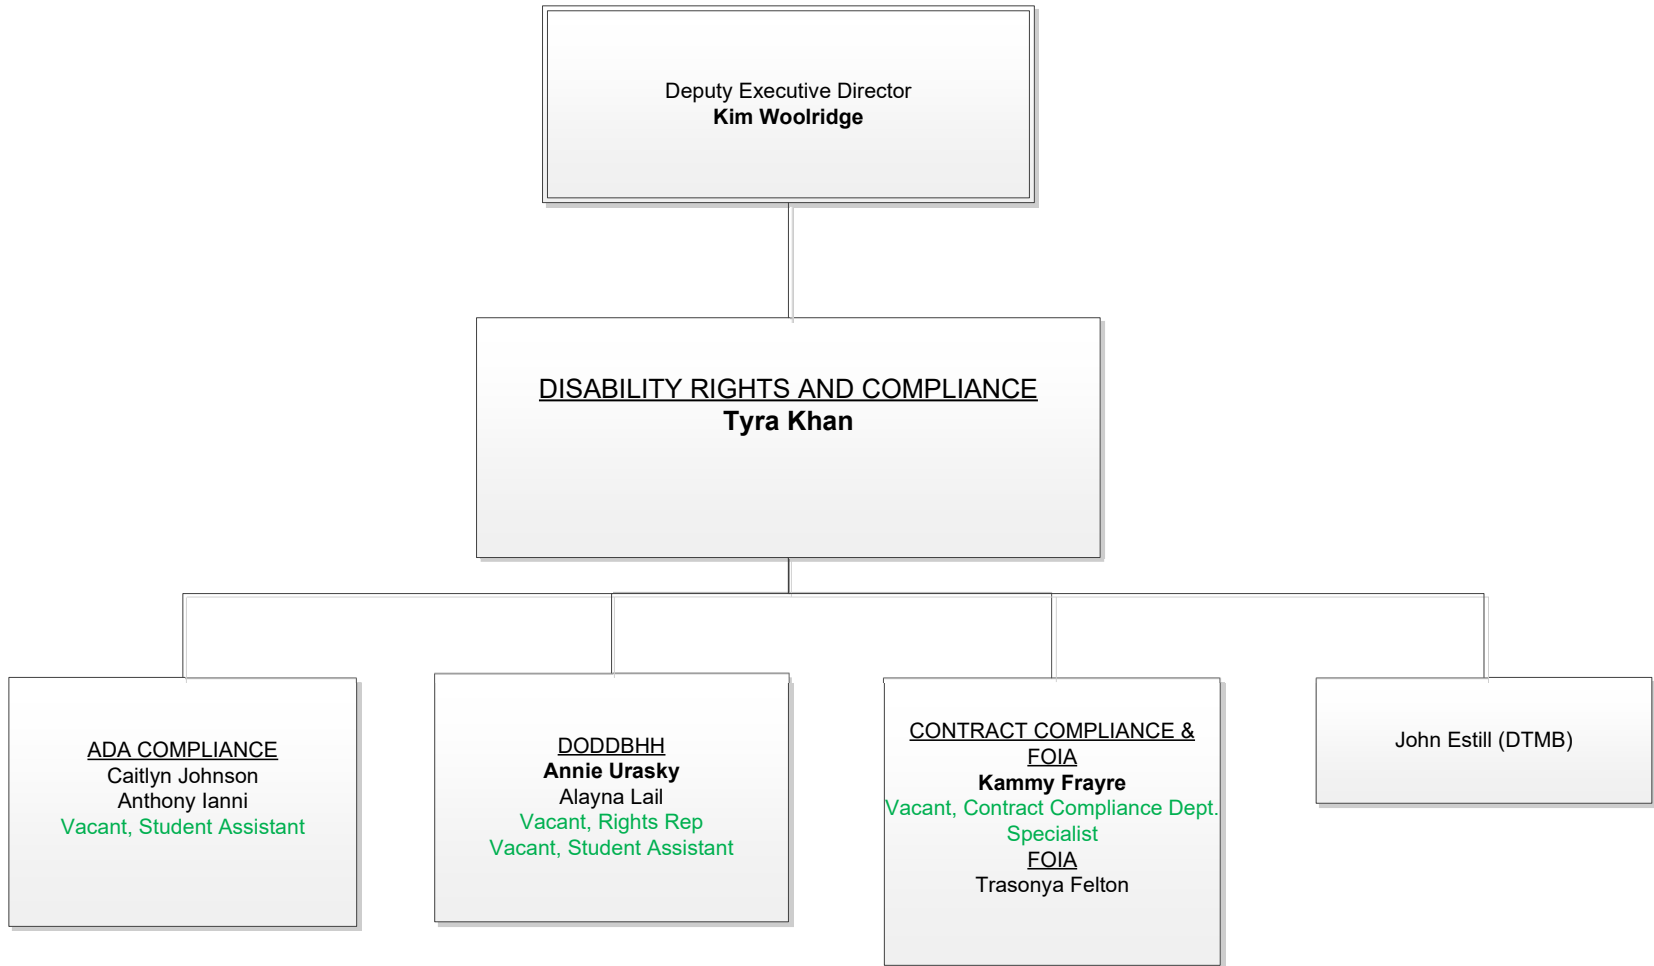 Deputy Executive Director
Kim Woolridge
DISABILITY RIGHTS AND COMPLIANCE
Tyra Khan
ADA COMPLIANCE
Caitlyn Johnson
Anthony Ianni
Vacant, Student Assistant
DODDBHH
Annie Urasky
Alayna Lail
Vacant, Rights Rep
Vacant, Student Assistant
CONTRACT COMPLIANCE &
FOIA
Kammy Frayre
Vacant, Contract Compliance Dept.
Specialist
FOIA
Trasonya Felton
John Estill (DTMB)